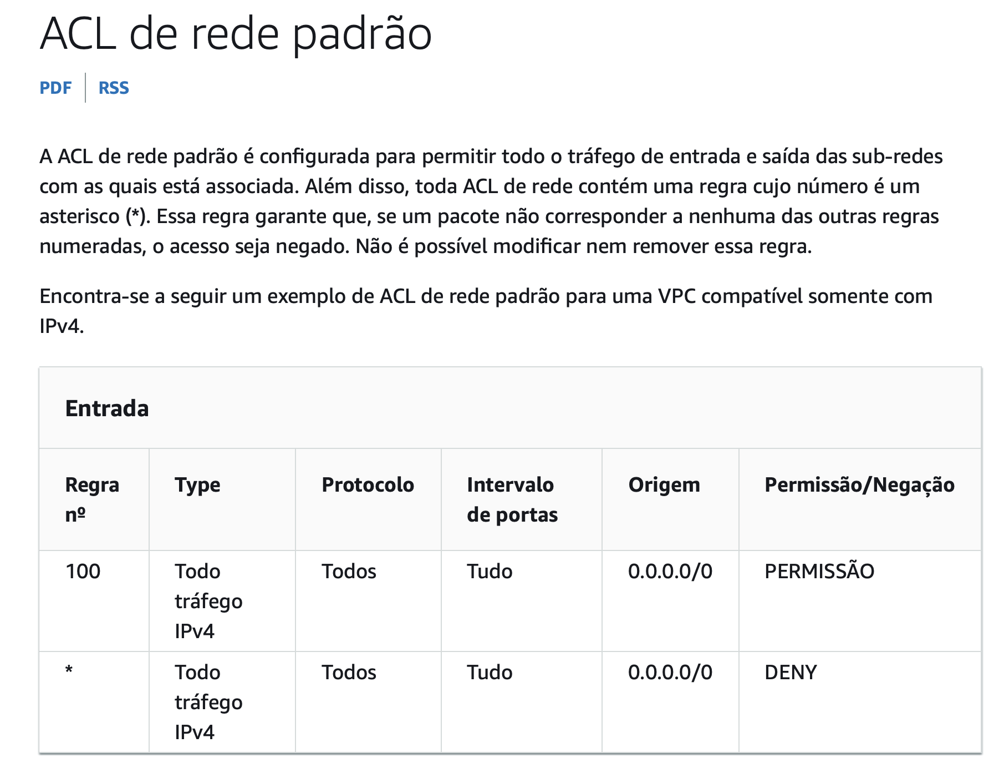 ACL de rede padrão
PDF | RSS
A ACL de rede padrão é configurada para permitir todo o tráfego de entrada e saída das sub-redes
com as quais está associada. Além disso, toda ACL de rede contém uma regra cujo número é um
asterisco (*). Essa regra garante que, se um pacote não corresponder a nenhuma das outras regras
numeradas, o acesso seja negado. Não é possível modificar nem remover essa regra.
Encontra-se a seguir um exemplo de ACL de rede padrão para uma VPC compatível somente com
IPv4.
Entrada
Regra nº
Type
Protocolo
Intervalo de portas
Origem
Permissão/Negação
100
Todo tráfego IPv4
Todos
Tudo
0.0.0.0/0
PERMISSÃO
*
Todo tráfego IPv4
Todos
Tudo
0.0.0.0/0
DENY